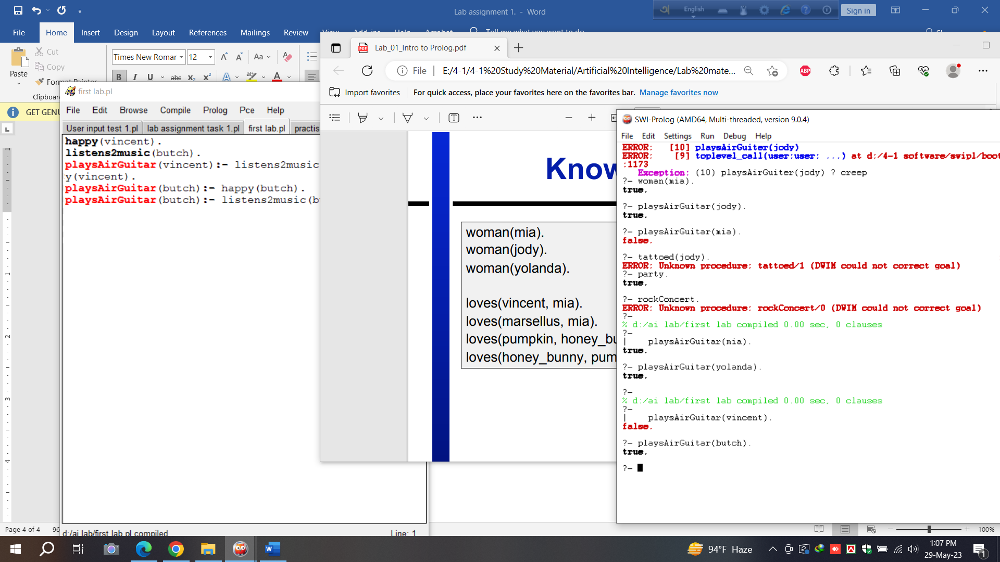 Lab assignment 1. - Word
English
Sign in
File Home Insert Design Layout References Mailings Review
Cut
Copy
Paste
Times New Roman 12
Aa
B I U abc x₂ x² A ab A
Clipboard
GET GENU
Page 4 of 4 96
100%
first lab.pl
File Edit Browse Compile Prolog Pce Help
User input test 1.pl lab assignment task 1.pl first lab.pl practis
happy(vincent).
listens2music(butch).
playsAirGuitar(vincent):- listens2music
y(vincent).
playsAirGuitar(butch):- happy(butch).
playsAirGuitar(butch):- listens2music(bu
d:/ai lab/first lab.pl compiled Line: 1
Lab_01_Intro to Prolog.pdf
File E:/4-1/4-1%20Study%20Material/Artificial%20Intelligence/Lab%20mate...
ABP
Import favorites For quick access, place your favorites here on the favorites bar. Manage favorites now
Know
woman(mia).
woman(jody).
woman(yolanda).
loves(vincent, mia).
loves(marsellus, mia).
loves(pumpkin, honey_bu
loves(honey_bunny, pum
SWI-Prolog (AMD64, Multi-threaded, version 9.0.4)
File Edit Settings Run Debug Help
ERROR: [10] playsAirGuiter(jody)
ERROR: [9] toplevel_call(user:user: ...) at d:/4-1 software/swipl/boot
:1173
Exception: (10) playsAirGuiter(jody) ? creep
?- woman(mia).
true.
?- playsAirGuitar(jody).
true.
?- playsAirGuitar(mia).
false.
?- tattoed(jody).
ERROR: Unknown procedure: tattoed/1 (DWIM could not correct goal)
?- party.
true.
?- rockConcert.
ERROR: Unknown procedure: rockConcert/0 (DWIM could not correct goal)
?-
% d:/ai lab/first lab compiled 0.00 sec, 0 clauses
?-
| playsAirGuitar(mia).
true.
?- playsAirGuitar(yolanda).
true.
?-
% d:/ai lab/first lab compiled 0.00 sec, 0 clauses
?-
| playsAirGuitar(vincent).
false.
?- playsAirGuitar(butch).
true.
?-
94°F Haze
1:07 PM
29-May-23
1